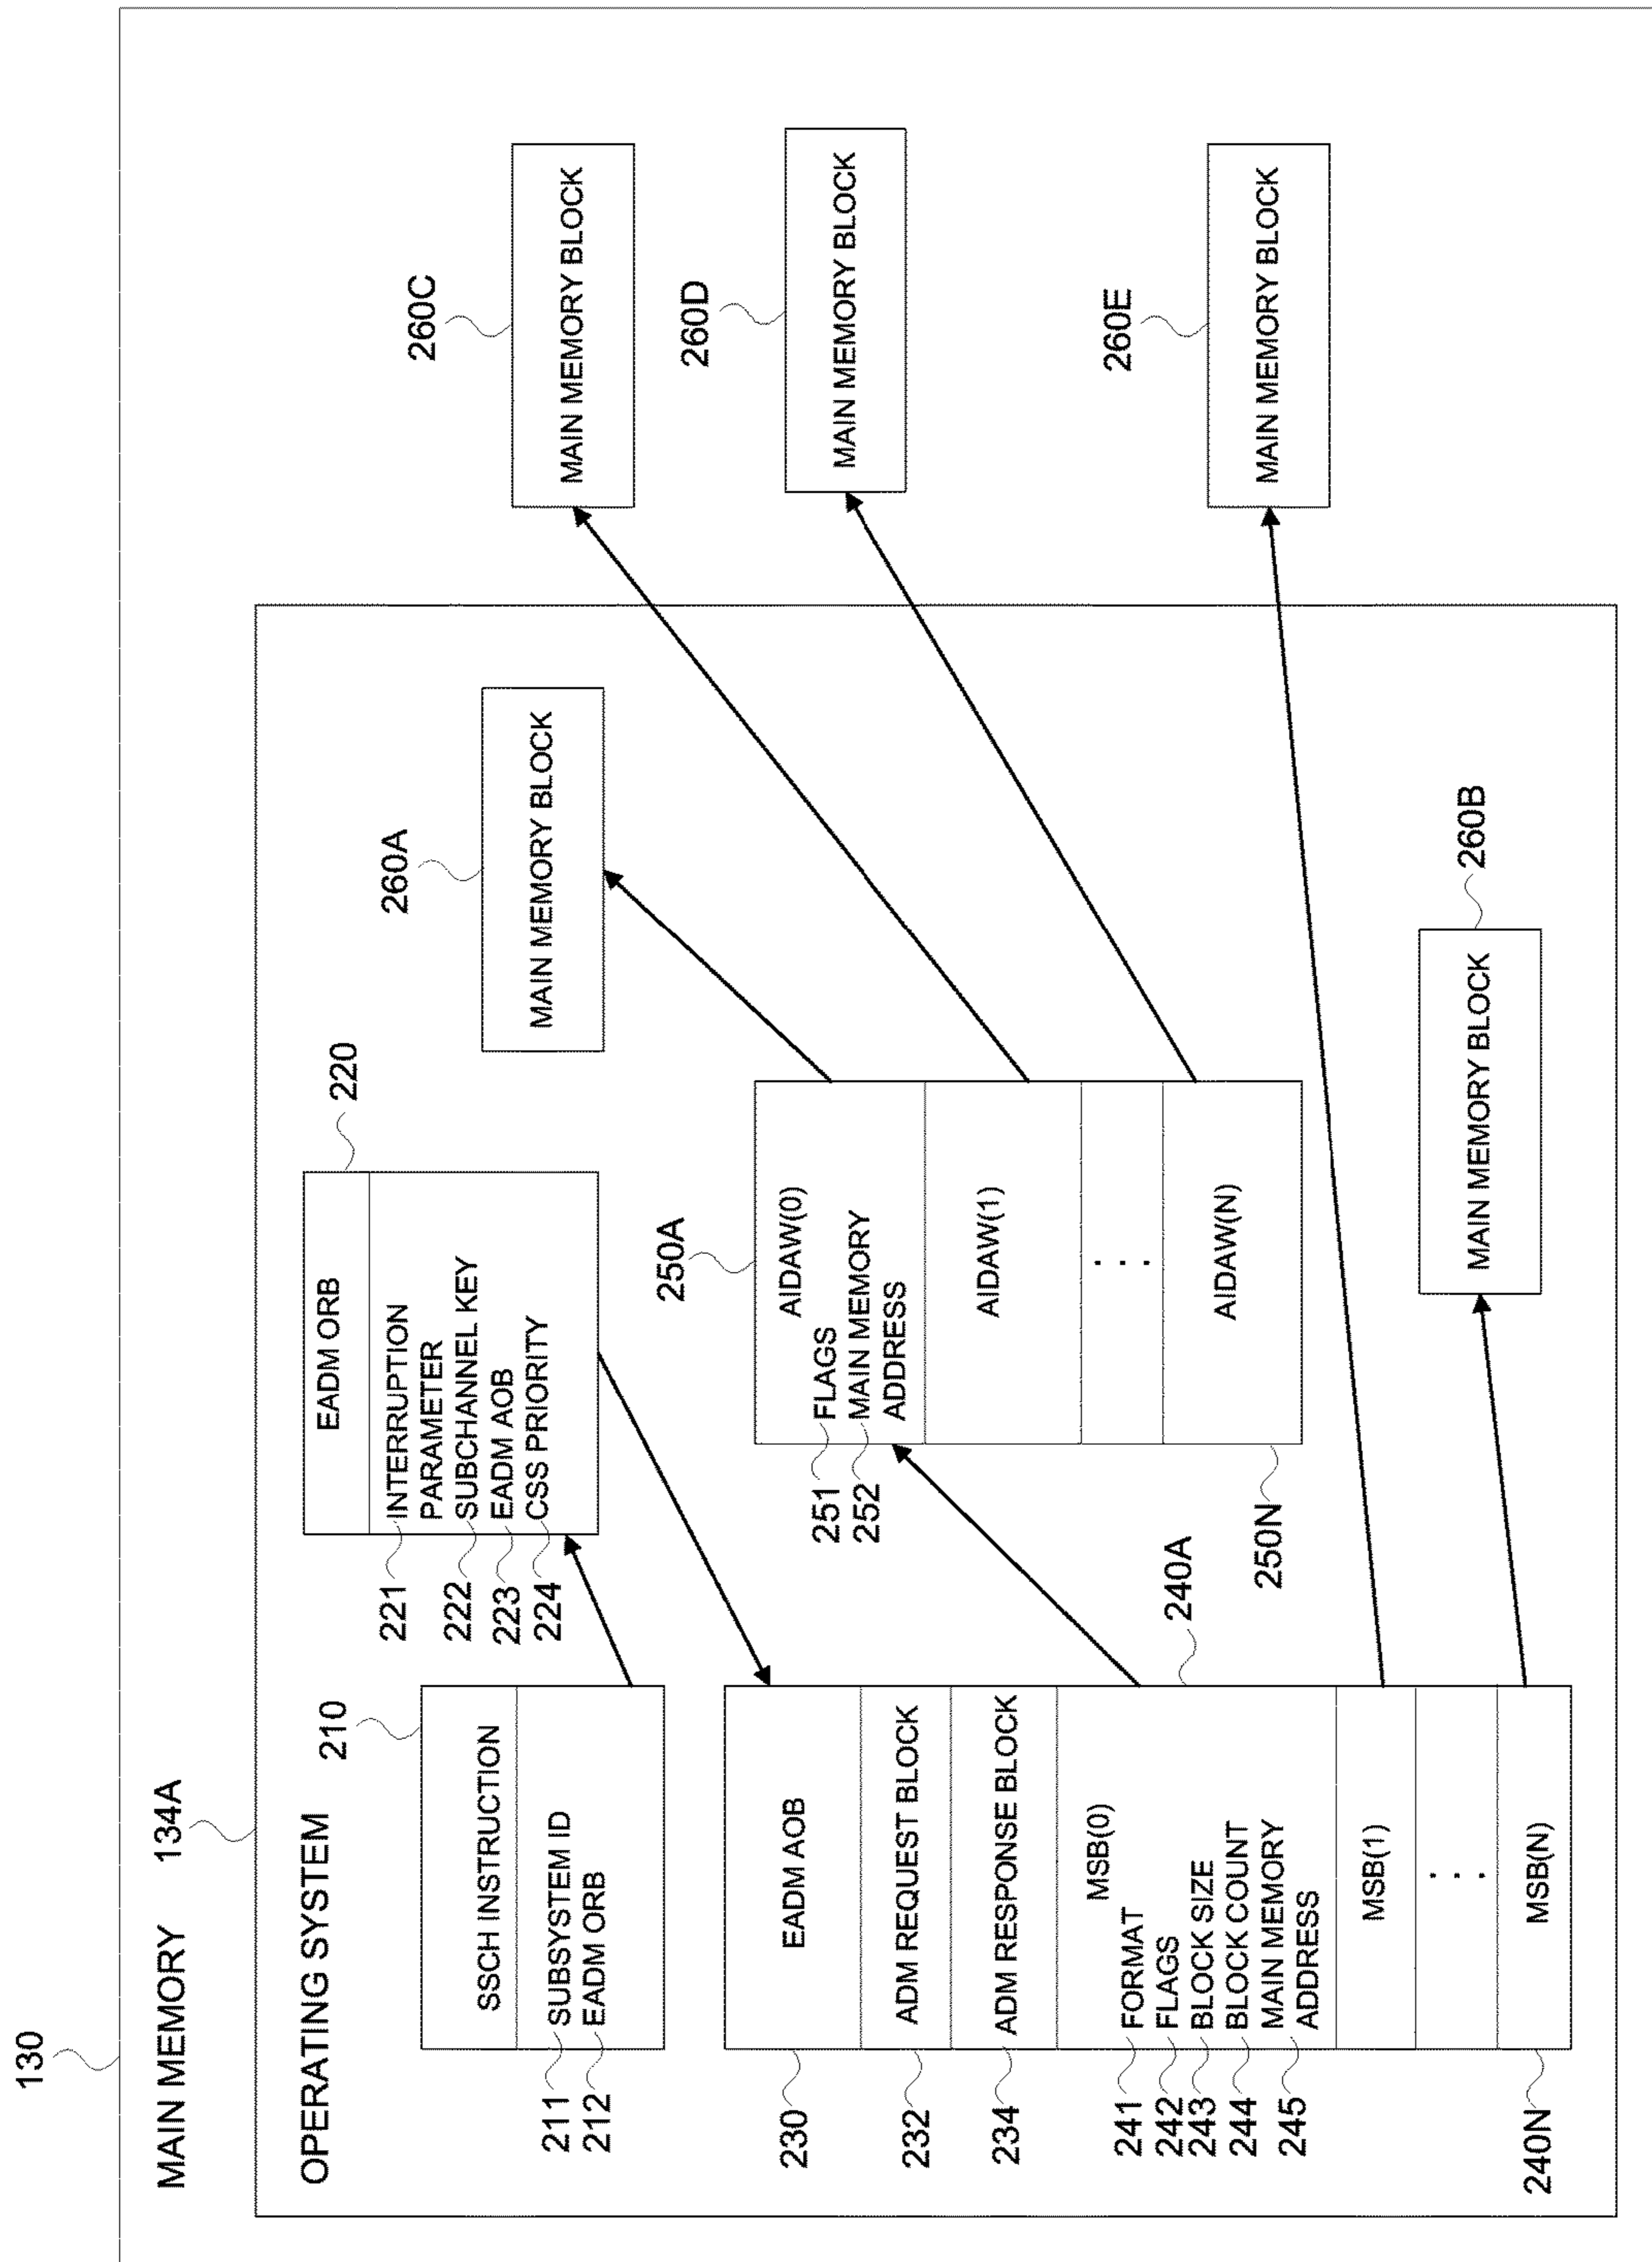 130
MAIN MEMORY
134A
OPERATING SYSTEM
210
SSCH INSTRUCTION
211 SUBSYSTEM ID
212 EADM ORB
220
EADM ORB
221 INTERRUPTION
PARAMETER
222 SUBCHANNEL KEY
223 EADM AOB
224 CSS PRIORITY
230 EADM AOB
232 ADM REQUEST BLOCK
234 ADM RESPONSE BLOCK
240A
MSB(0)
241 FORMAT
242 FLAGS
243 BLOCK SIZE
244 BLOCK COUNT
245 MAIN MEMORY
ADDRESS
MSB(1)
. . .
240N MSB(N)
250A
AIDAW(0)
251 FLAGS
252 MAIN MEMORY
ADDRESS
AIDAW(1)
. . .
250N AIDAW(N)
260A
MAIN MEMORY BLOCK
260B
MAIN MEMORY BLOCK
260C
MAIN MEMORY BLOCK
260D
MAIN MEMORY BLOCK
260E
MAIN MEMORY BLOCK